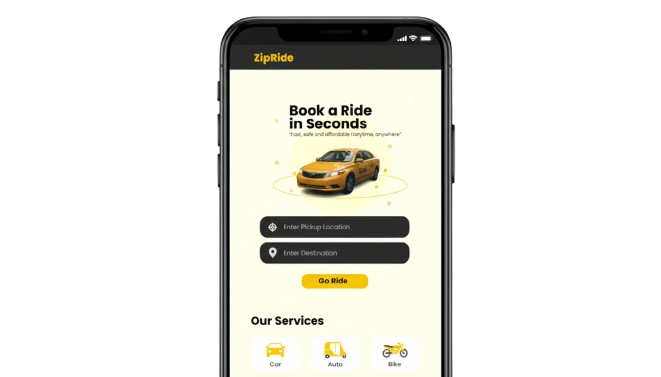 ZipRide
Book a Ride
in Seconds
"Fast, safe and affordable anytime, anywhere"
Enter Pickup Location
Enter Destination
Go Ride
Our Services
Car
Auto
Bike